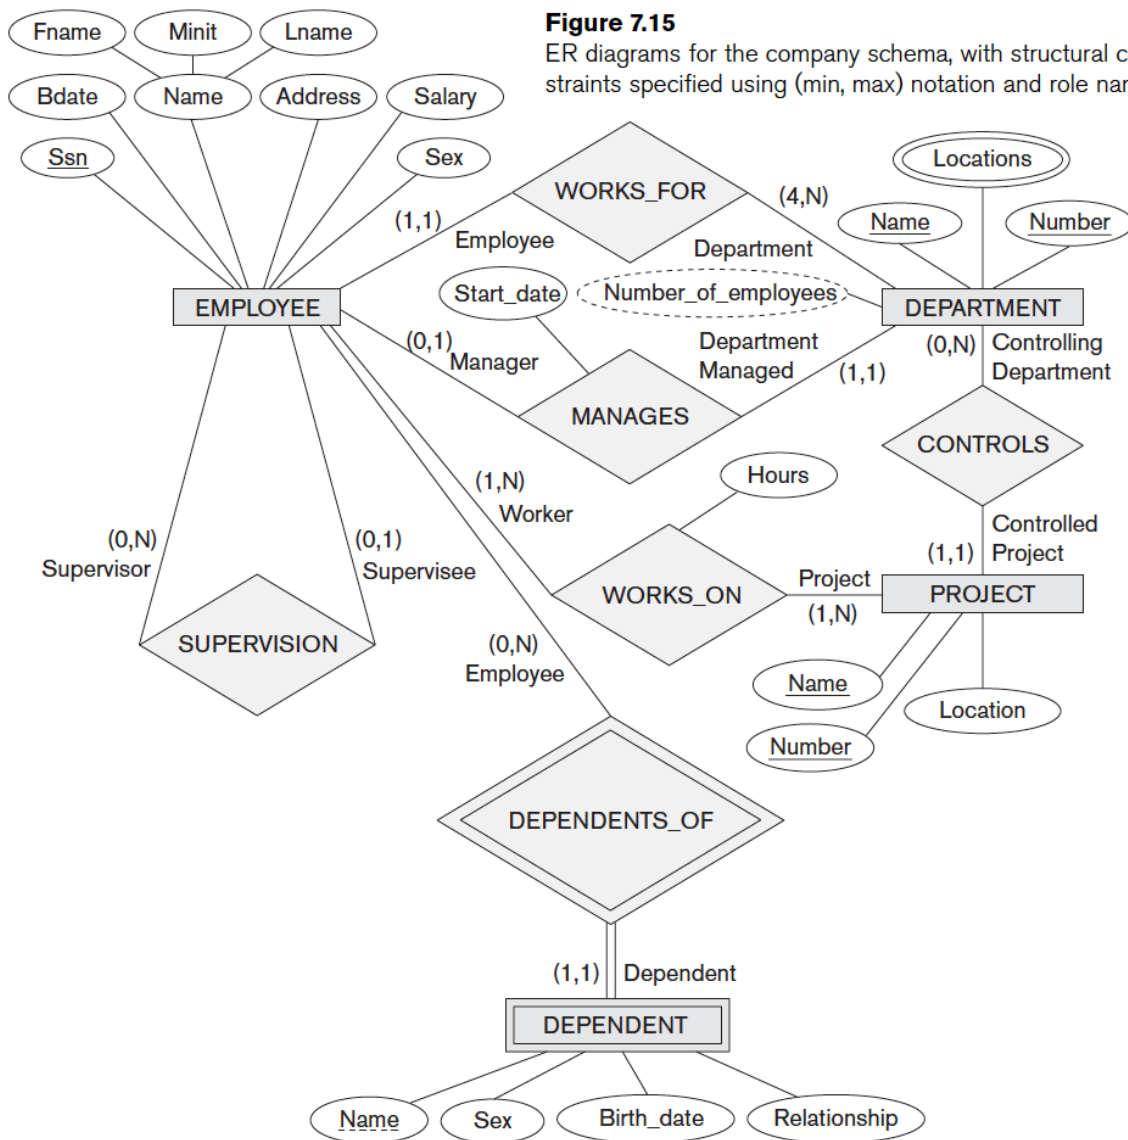 Figure 7.15
ER diagrams for the company schema, with structural c
straints specified using (min, max) notation and role nar
Fname
Minit
Lname
Bdate
Name
Address
Salary
Ssn
Sex
WORKS_FOR
Locations
Name
Number
(1,1)
Employee
(4,N)
Department
Start_date
Number_of_employees
EMPLOYEE
DEPARTMENT
(0,1)
Manager
Department
Managed
(1,1)
(0,N)
Controlling
Department
MANAGES
CONTROLS
Hours
(1,N)
Worker
(0,N)
Supervisor
(0,1)
Supervisee
Controlled
Project
(1,1)
WORKS_ON
Project
(1,N)
PROJECT
SUPERVISION
(0,N)
Employee
Name
Location
Number
DEPENDENTS_OF
(1,1)
Dependent
DEPENDENT
Name
Sex
Birth_date
Relationship